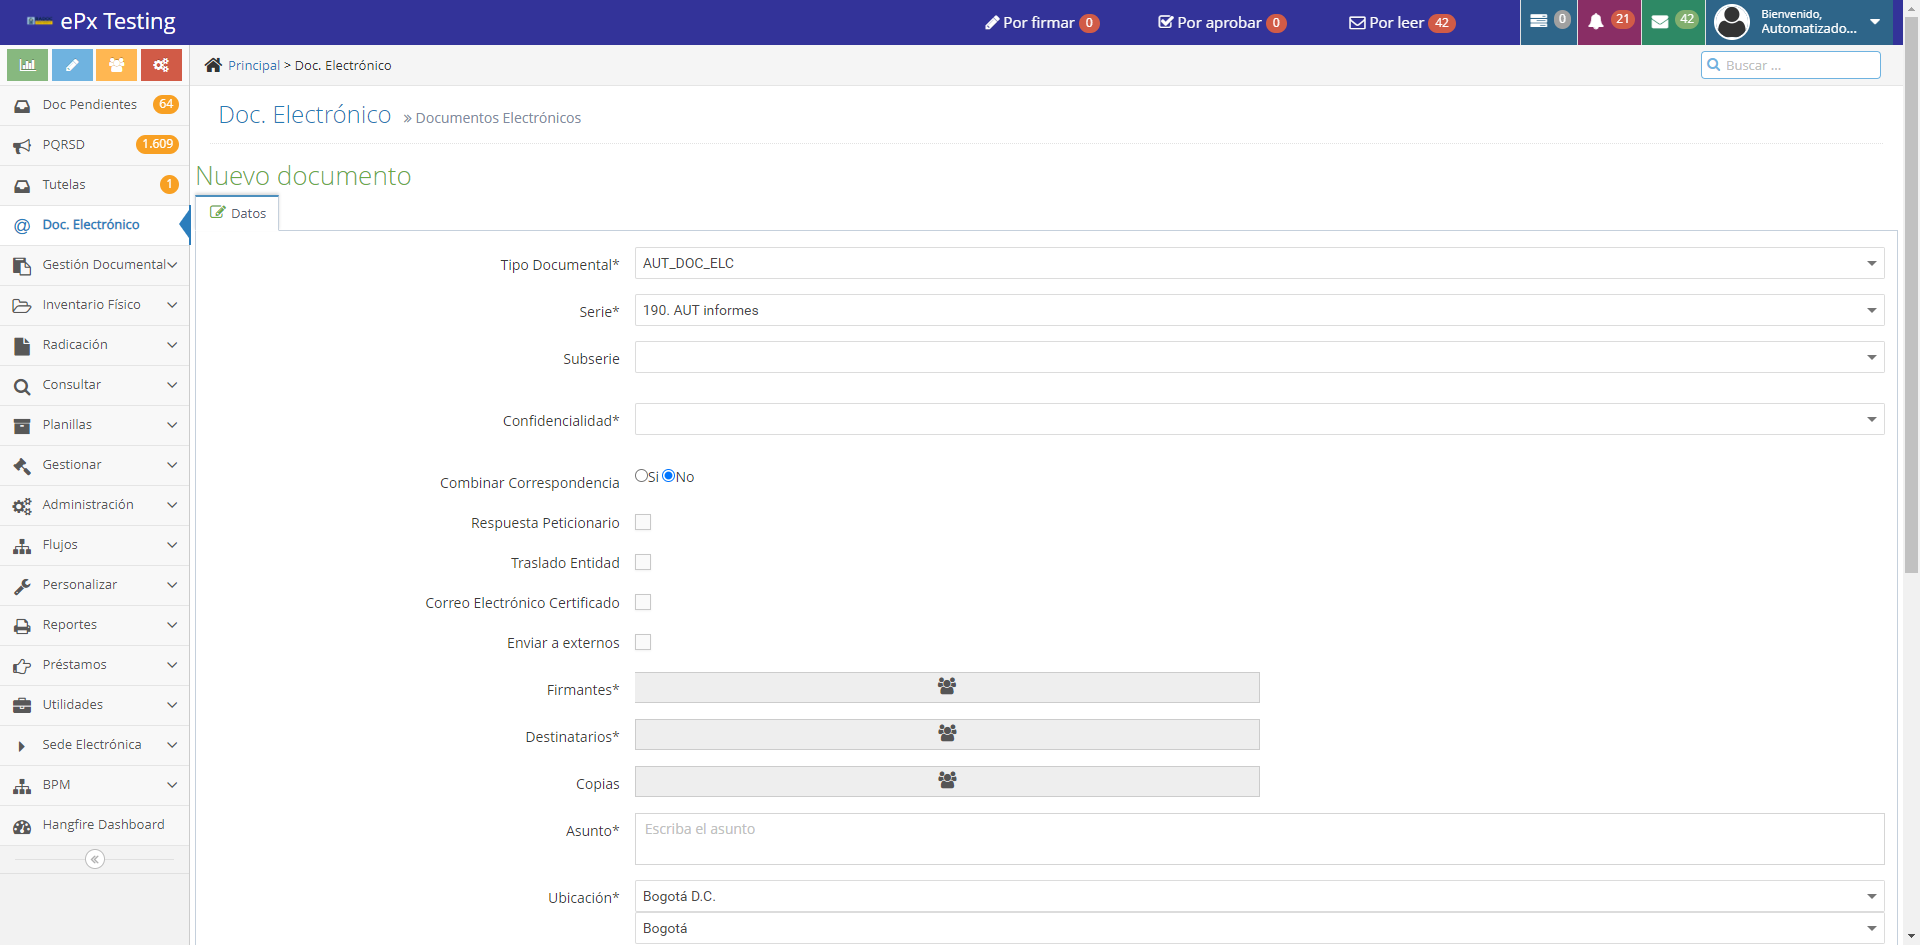 ePx Testing
Por firmar 0
Por aprobar 0
Por leer 42
0
21
42
Bienvenido,
Automatizado...
Principal > Doc. Electrónico
Buscar ...
Doc Pendientes 64
PQRSD 1.609
Tutelas 1
Doc. Electrónico
Gestión Documental
Inventario Físico
Radicación
Consultar
Planillas
Gestionar
Administración
Flujos
Personalizar
Reportes
Préstamos
Utilidades
Sede Electrónica
BPM
Hangfire Dashboard
Doc. Electrónico » Documentos Electrónicos
Nuevo documento
Datos
Tipo Documental* AUT_DOC_ELC
Serie* 190. AUT informes
Subserie
Confidencialidad*
Combinar Correspondencia Si No
Respuesta Peticionario
Traslado Entidad
Correo Electrónico Certificado
Enviar a externos
Firmantes*
Destinatarios*
Copias
Asunto* Escriba el asunto
Ubicación* Bogotá D.C.
Bogotá